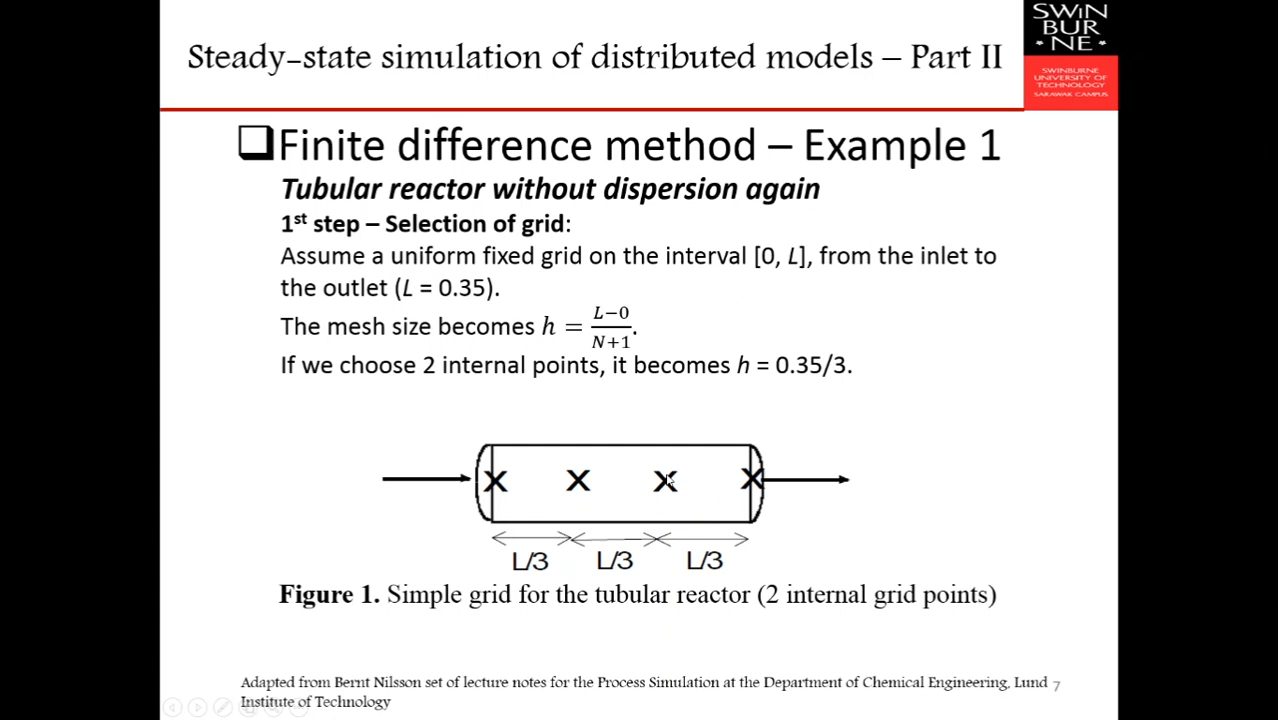 Steady-state simulation of distributed models – Part II
SWIN
BUR
* NE *
SWINBURNE
UNIVERSITY OF
TECHNOLOGY
SARAWAK CAMPUS
❑Finite difference method – Example 1
Tubular reactor without dispersion again
1st step – Selection of grid:
Assume a uniform fixed grid on the interval [0, L], from the inlet to
the outlet (L = 0.35).
The mesh size becomes h = (L−0)/(N+1).
If we choose 2 internal points, it becomes h = 0.35/3.
X X X X
L/3 L/3 L/3
Figure 1. Simple grid for the tubular reactor (2 internal grid points)
Adapted from Bernt Nilsson set of lecture notes for the Process Simulation at the Department of Chemical Engineering, Lund 7
Institute of Technology